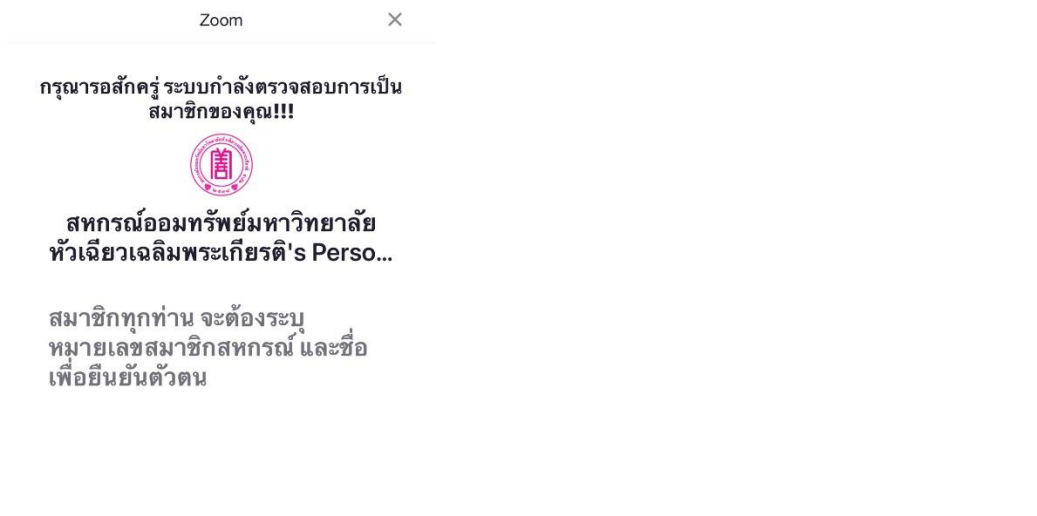 Zoom
กรุณารอสักครู่ ระบบกำลังตรวจสอบการเป็น
สมาชิกของคุณ!!!
สหกรณ์ออมทรัพย์มหาวิทยาลัย
หัวเฉียวเฉลิมพระเกียรติ's Perso...
สมาชิกทุกท่าน จะต้องระบุ
หมายเลขสมาชิกสหกรณ์ และชื่อ
เพื่อยืนยันตัวตน